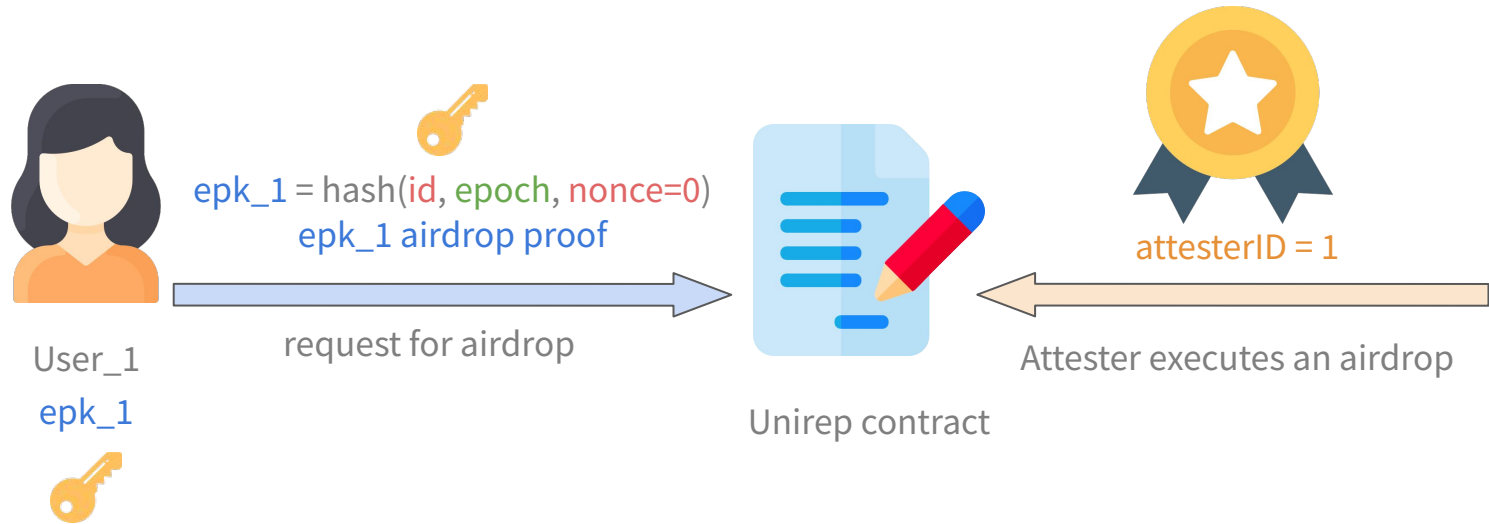 epk_1 = hash(id, epoch, nonce=0)
epk_1 airdrop proof
request for airdrop
User_1
epk_1
Unirep contract
attesterID = 1
Attester executes an airdrop